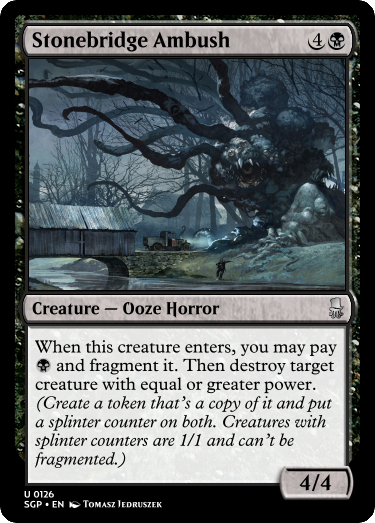 Stonebridge Ambush 4
Creature — Ooze Horror
When this creature enters, you may pay
and fragment it. Then destroy target
creature with equal or greater power.
(Create a token that's a copy of it and put
a splinter counter on both. Creatures with
splinter counters are 1/1 and can't be
fragmented.)
4/4
U 0126
SGP • EN Tomasz Jedruszek